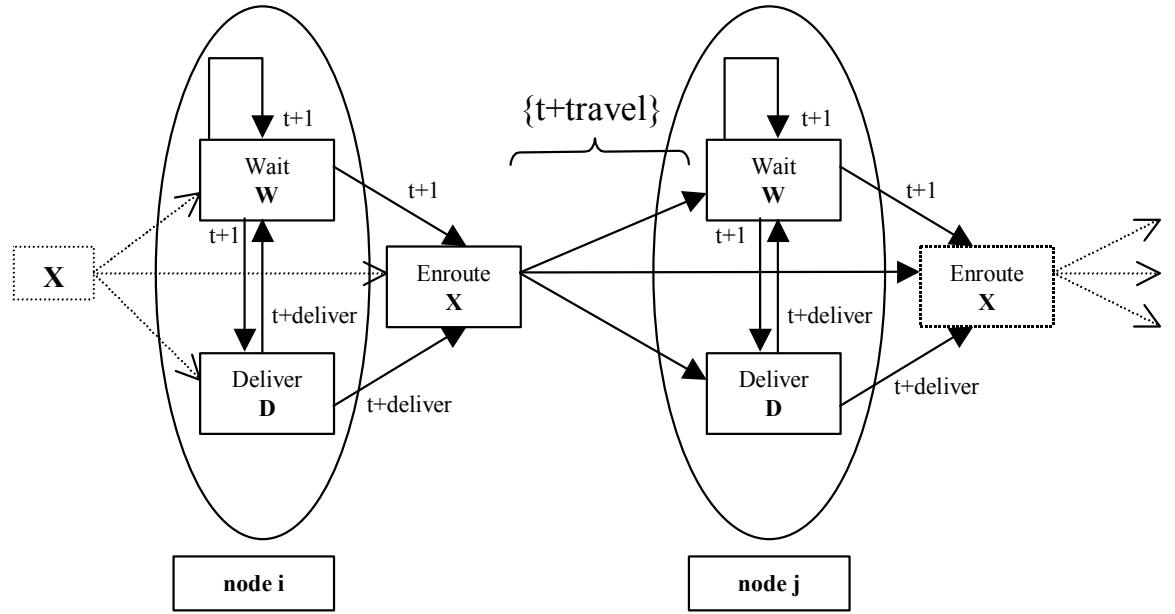 {t+travel}
t+1
t+1
Wait
W
Wait
W
t+1
t+1
t+1
t+1
X
Enroute
X
Enroute
X
t+deliver
t+deliver
Deliver
D
Deliver
D
t+deliver
t+deliver
node i
node j